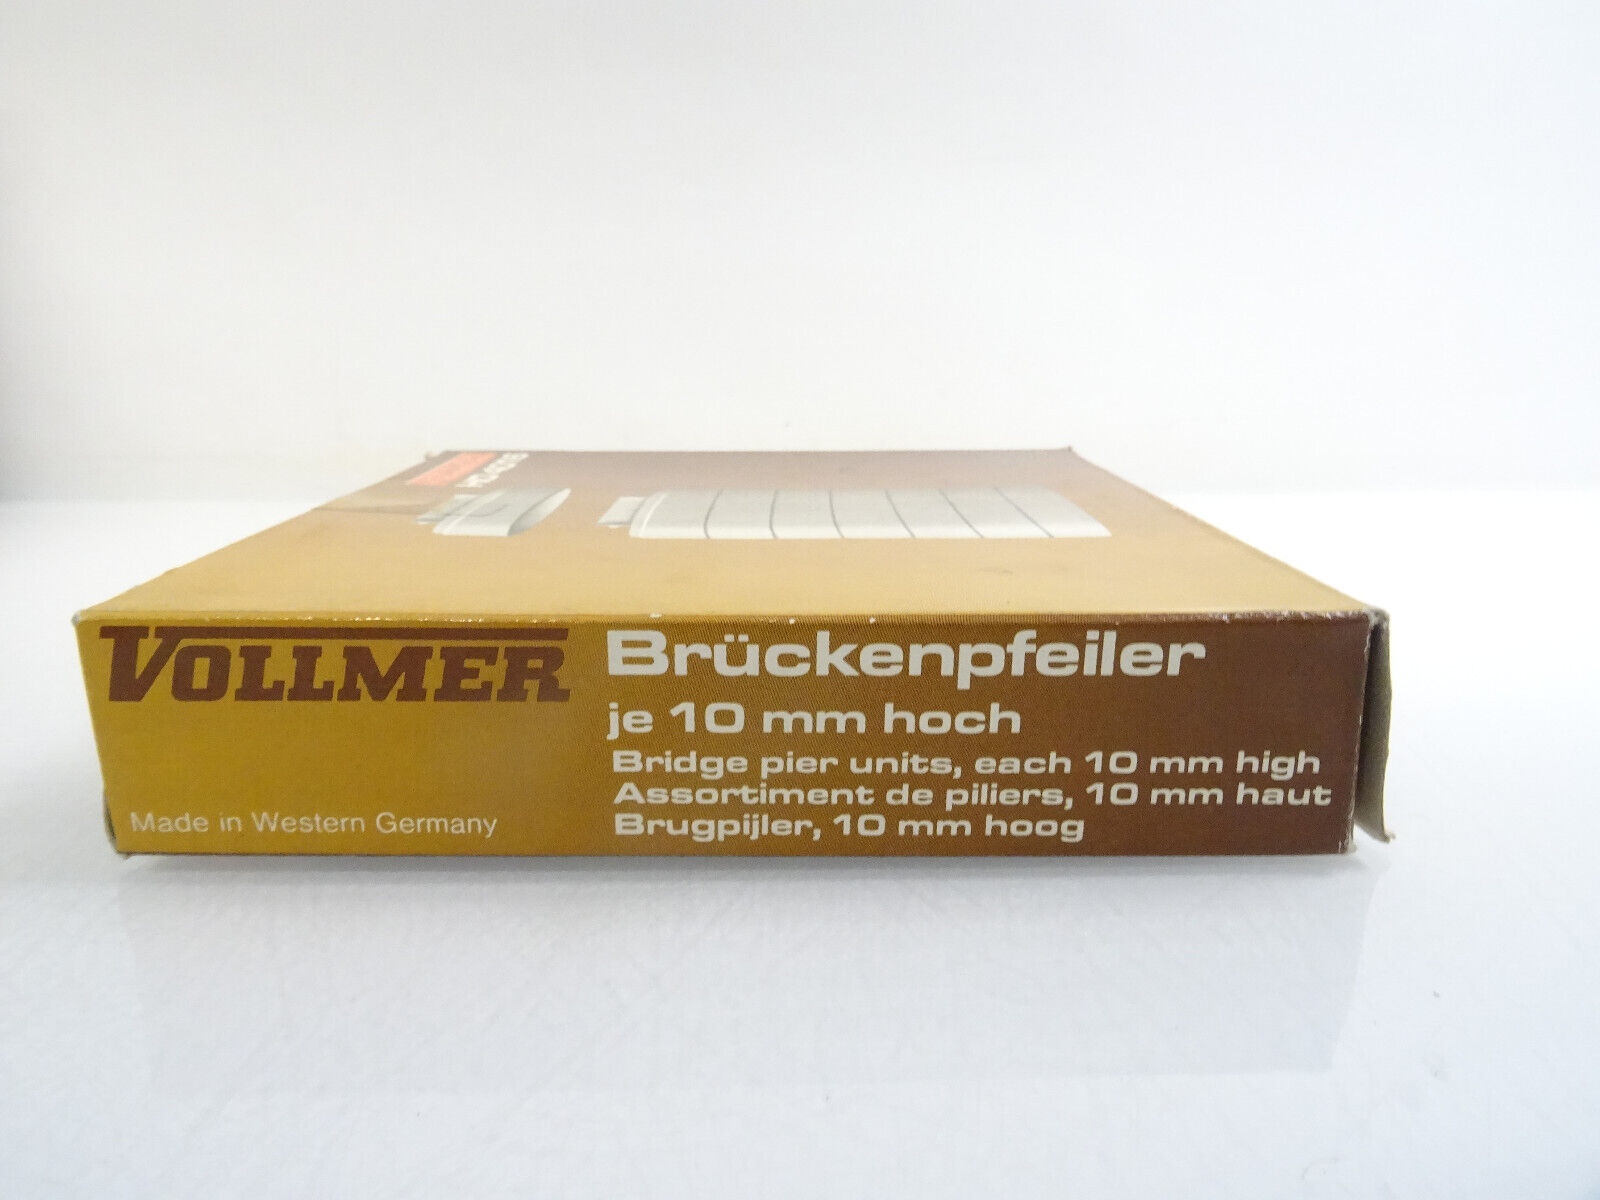 VOLLMER
Made in Western Germany
Brückenpfeiler
je 10 mm hoch
Bridge pier units, each 10 mm high
Assortiment de piliers, 10 mm haut
Brugpijler, 10 mm hoog